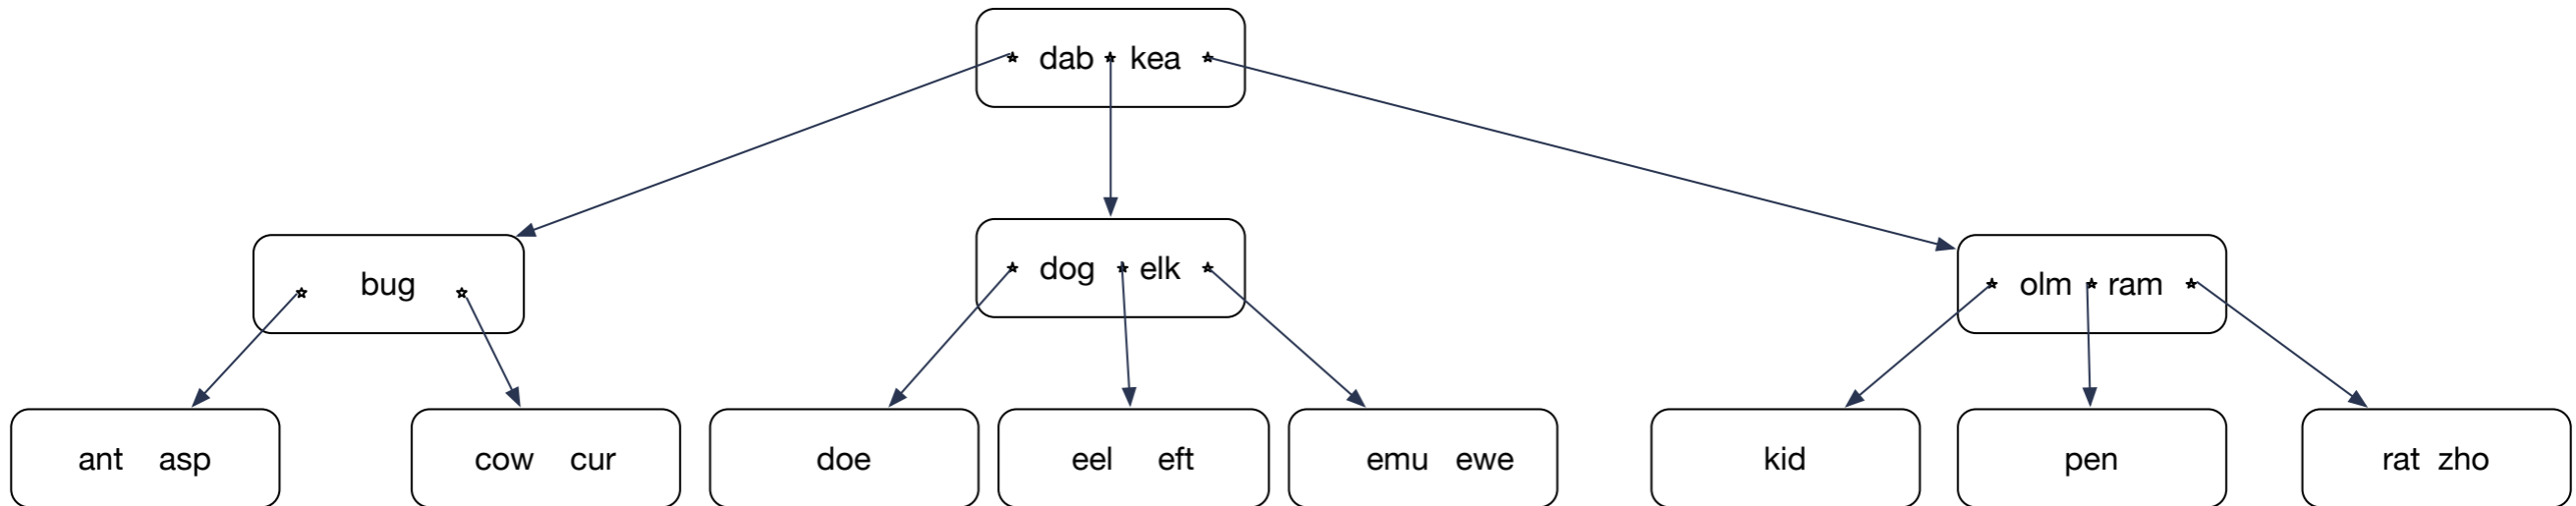 dab kea
bug
dog elk
olm ram
ant asp
cow cur
doe
eel eft
emu ewe
kid
pen
rat zho